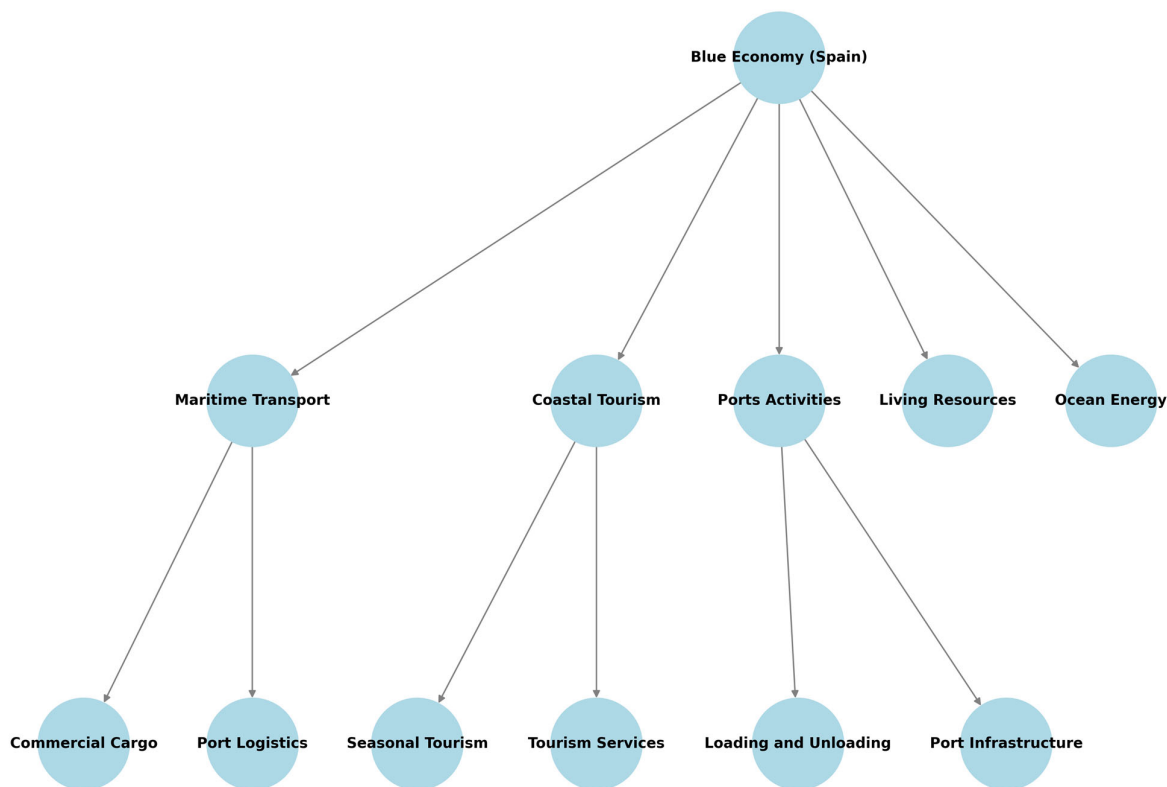 Blue Economy (Spain)
Maritime Transport
Coastal Tourism
Ports Activities
Living Resources
Ocean Energy
Commercial Cargo
Port Logistics
Seasonal Tourism
Tourism Services
Loading and Unloading
Port Infrastructure